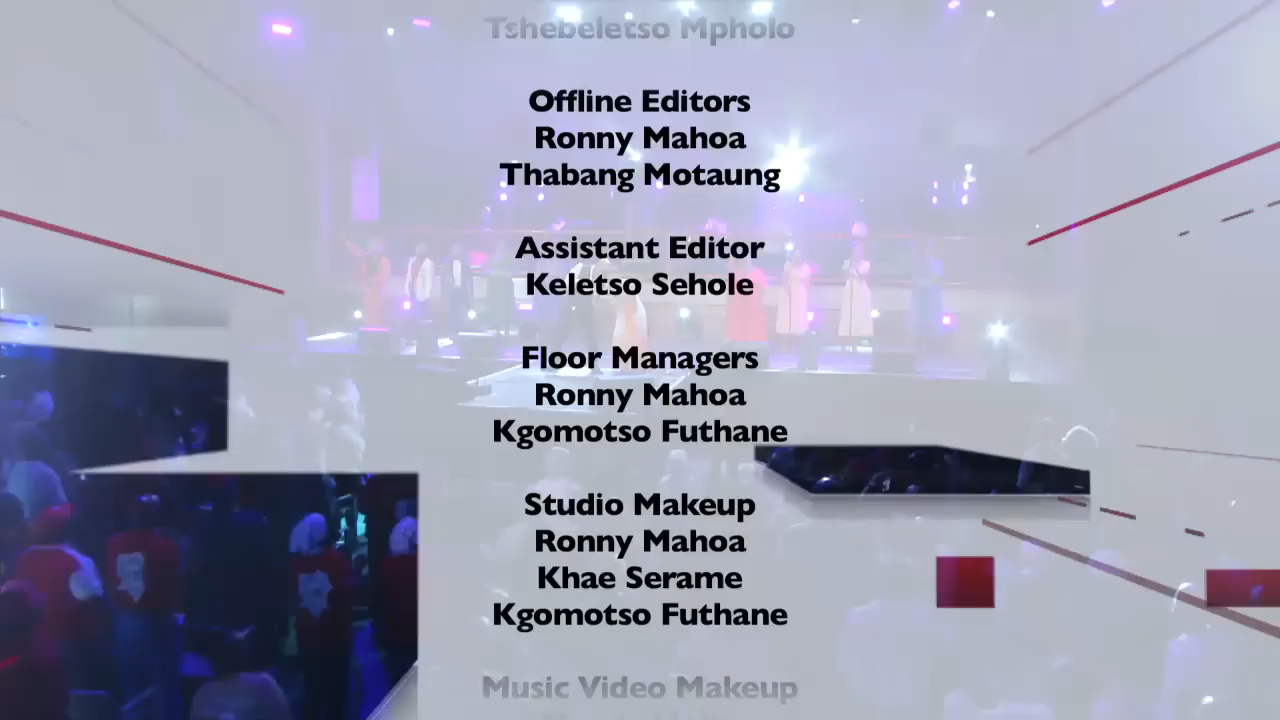 Tshebeletso Mpholo
Offline Editors
Ronny Mahoa
Thabang Motaung
Assistant Editor
Keletso Sehole
Floor Managers
Ronny Mahoa
Kgomotso Futhane
Studio Makeup
Ronny Mahoa
Khae Serame
Kgomotso Futhane
Music Video Makeup